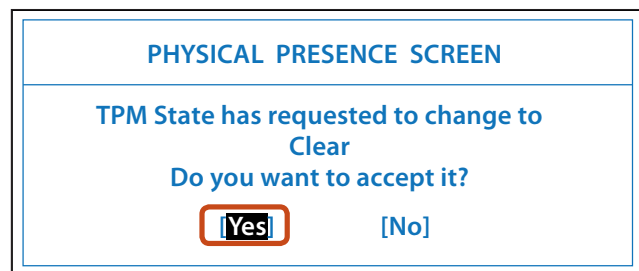 PHYSICAL PRESENCE SCREEN
TPM State has requested to change to
Clear
Do you want to accept it?
[Yes] [No]